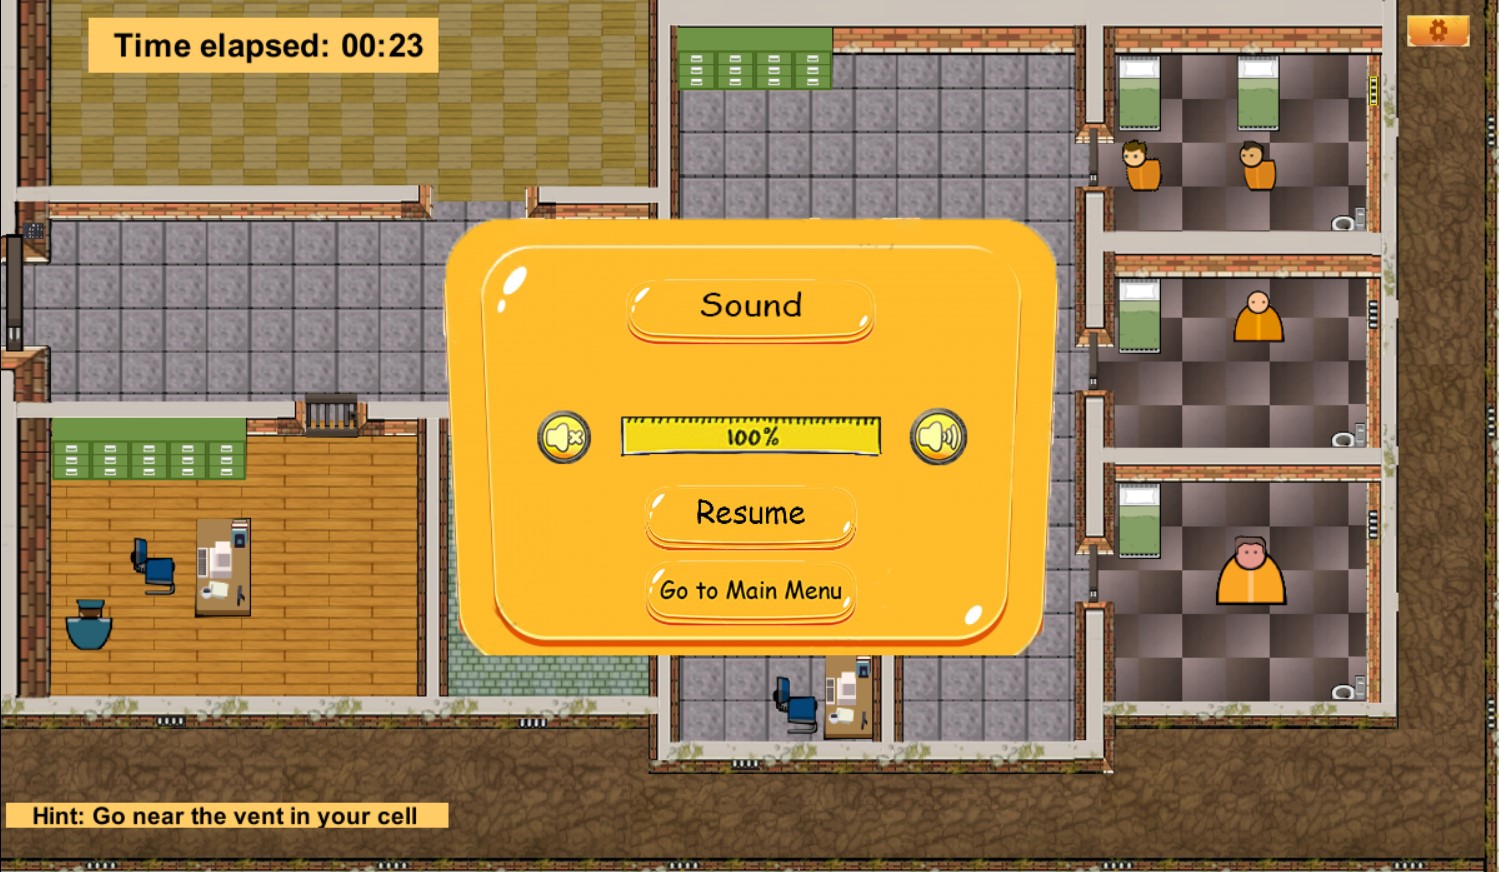 Time elapsed: 00:23
Sound
100%
Resume
Go to Main Menu
Hint: Go near the vent in your cell